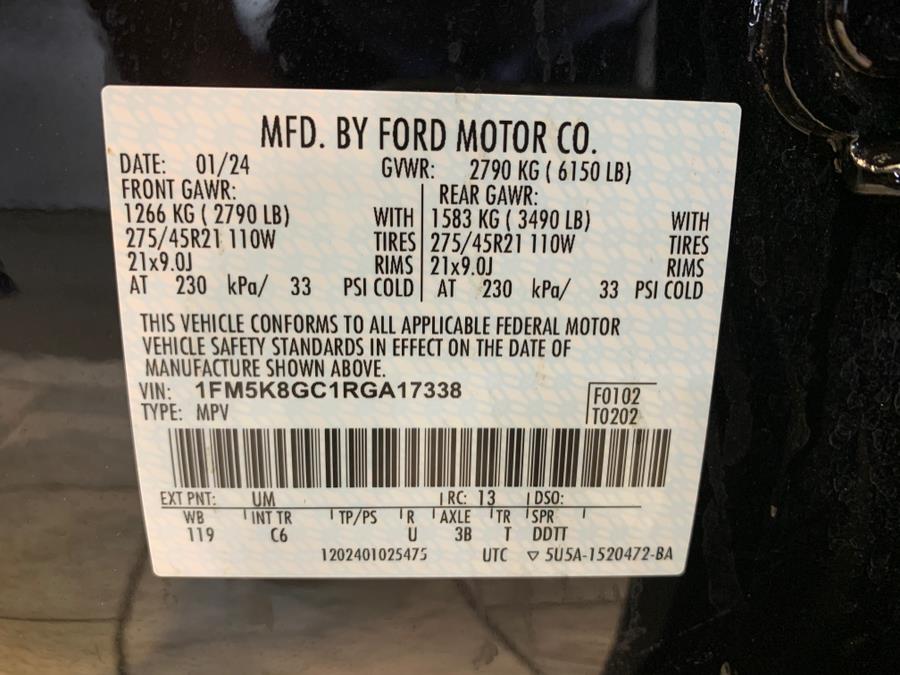 MFD. BY FORD MOTOR CO.
DATE: 01/24 GVWR: 2790 KG ( 6150 LB)
FRONT GAWR: REAR GAWR:
1266 KG ( 2790 LB) WITH 1583 KG ( 3490 LB) WITH
275/45R21 110W TIRES 275/45R21 110W TIRES
21x9.0J RIMS 21x9.0J RIMS
AT 230 kPa/ 33 PSI COLD AT 230 kPa/ 33 PSI COLD
THIS VEHICLE CONFORMS TO ALL APPLICABLE FEDERAL MOTOR
VEHICLE SAFETY STANDARDS IN EFFECT ON THE DATE OF
MANUFACTURE SHOWN ABOVE.
VIN: 1FM5K8GC1RGA17338 F0102
TYPE: MPV T0202
EXT PNT: UM RC: 13 DSO:
WB INT TR TP/PS R AXLE TR SPR
119 C6 U 3B T DDTT
1202401025475 UTC ▽ 5U5A-1520472-BA